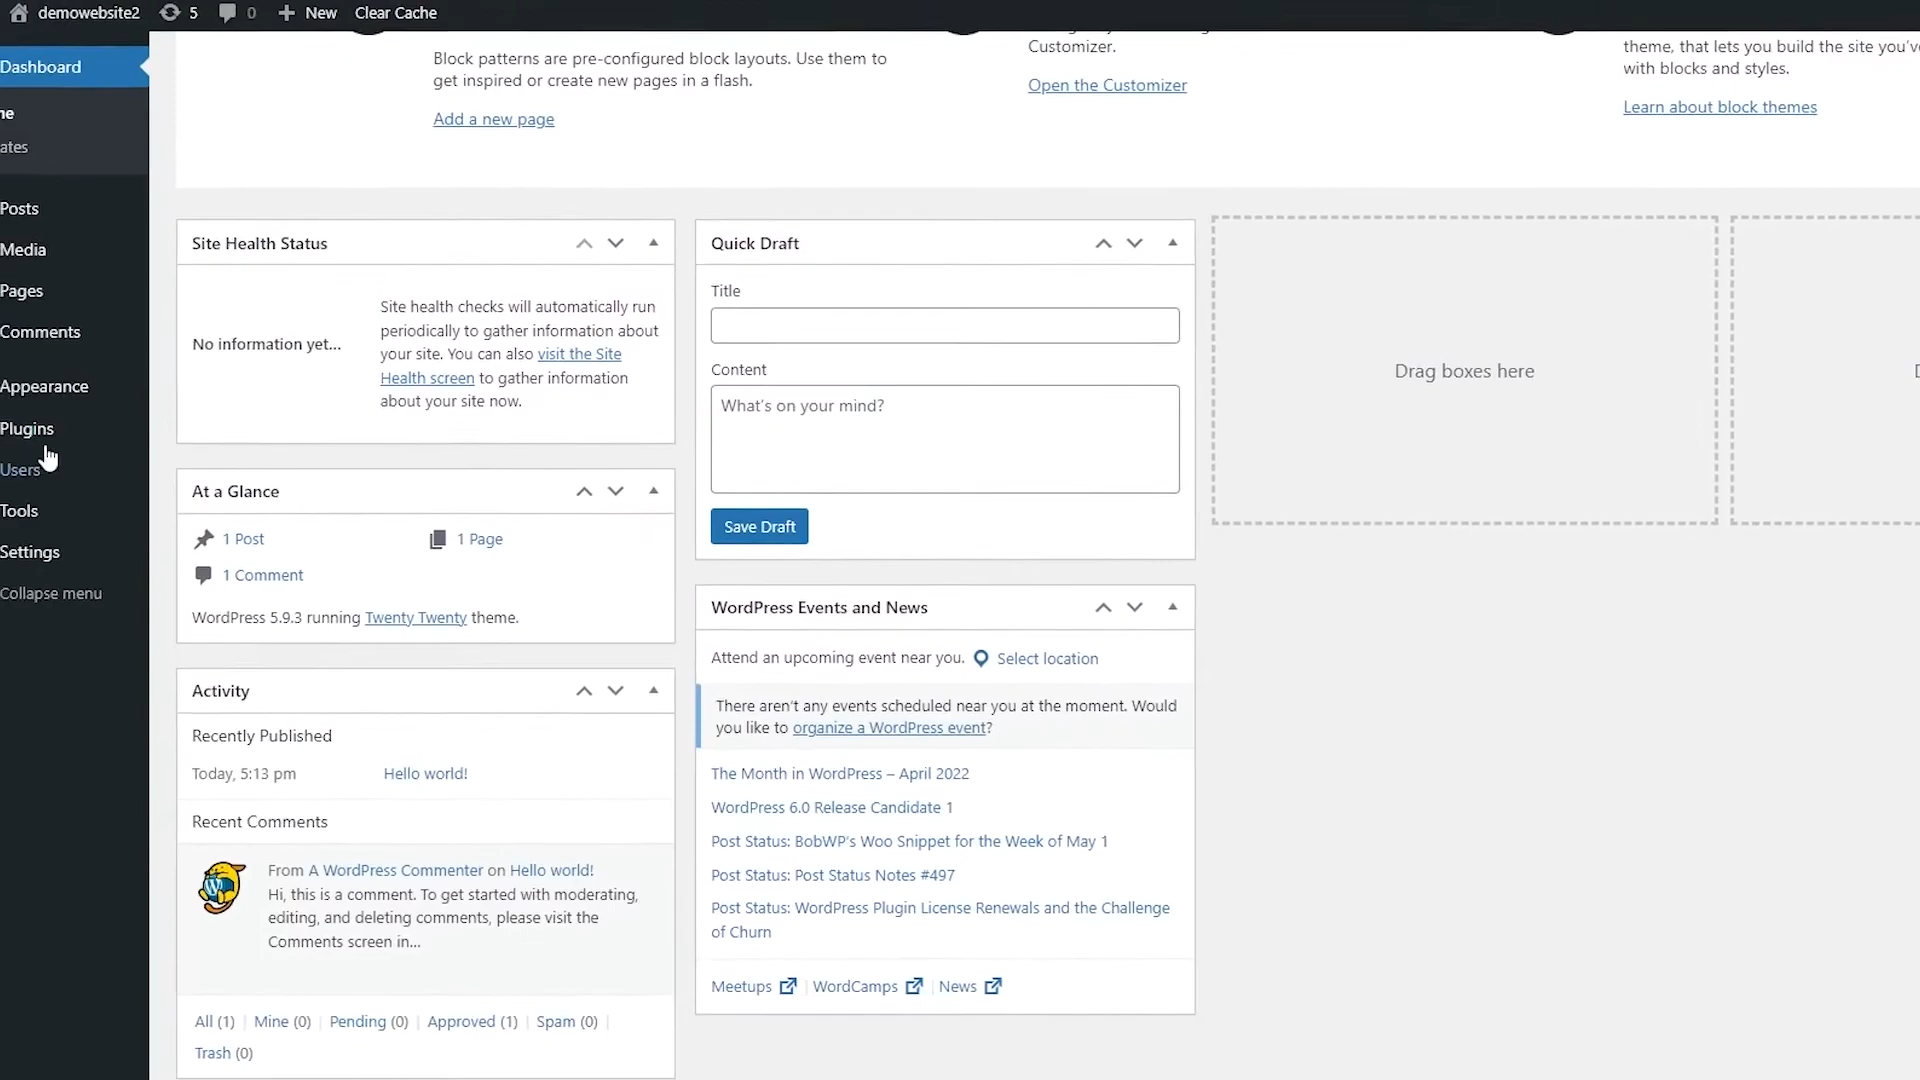 demowebsite2 5 0 New Clear Cache
Dashboard
Posts
Media
Pages
Comments
Appearance
Plugins
Users
Tools
Settings
Collapse menu
Block patterns are pre-configured block layouts. Use them to
get inspired or create new pages in a flash.
Add a new page
Customizer.
Open the Customizer
theme, that lets you build the site you've
with blocks and styles.
Learn about block themes
Site Health Status
No information yet...
Site health checks will automatically run
periodically to gather information about
your site. You can also visit the Site
Health screen to gather information
about your site now.
At a Glance
1 Post
1 Page
1 Comment
WordPress 5.9.3 running Twenty Twenty theme.
Activity
Recently Published
Today, 5:13 pm Hello world!
Recent Comments
From A WordPress Commenter on Hello world!
Hi, this is a comment. To get started with moderating,
editing, and deleting comments, please visit the
Comments screen in...
All (1) | Mine (0) | Pending (0) | Approved (1) | Spam (0) |
Trash (0)
Quick Draft
Title
Content
What's on your mind?
Save Draft
WordPress Events and News
Attend an upcoming event near you. Select location
There aren't any events scheduled near you at the moment. Would
you like to organize a WordPress event?
The Month in WordPress – April 2022
WordPress 6.0 Release Candidate 1
Post Status: BobWP's Woo Snippet for the Week of May 1
Post Status: Post Status Notes #497
Post Status: WordPress Plugin License Renewals and the Challenge
of Churn
Meetups | WordCamps | News
Drag boxes here